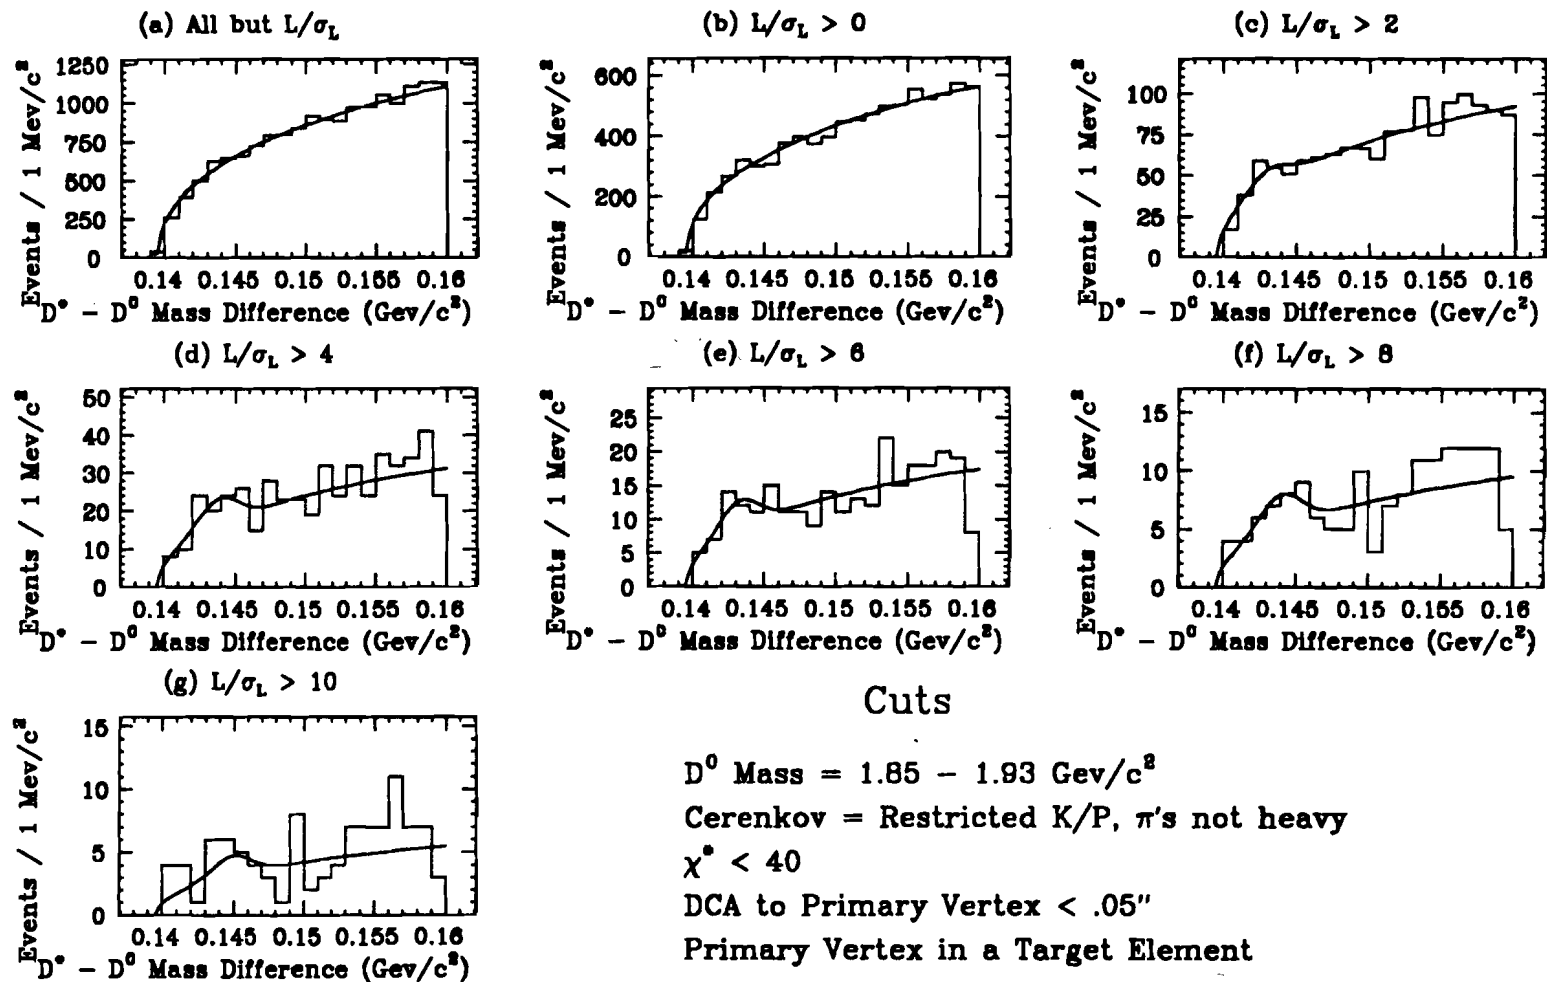 (a) All but L/σ_L
(b) L/σ_L > 0
(c) L/σ_L > 2
Events / 1 Mev/c²
1250
1000
750
500
250
0
0.14 0.145 0.15 0.155 0.16
D* − D⁰ Mass Difference (Gev/c²)
Events / 1 Mev/c²
600
400
200
0
0.14 0.145 0.15 0.155 0.16
D* − D⁰ Mass Difference (Gev/c²)
Events / 1 Mev/c²
100
75
50
25
0
0.14 0.145 0.15 0.155 0.16
D* − D⁰ Mass Difference (Gev/c²)
(d) L/σ_L > 4
(e) L/σ_L > 6
(f) L/σ_L > 8
Events / 1 Mev/c²
50
40
30
20
10
0
0.14 0.145 0.15 0.155 0.16
D* − D⁰ Mass Difference (Gev/c²)
Events / 1 Mev/c²
25
20
15
10
5
0
0.14 0.145 0.15 0.155 0.16
D* − D⁰ Mass Difference (Gev/c²)
Events / 1 Mev/c²
15
10
5
0
0.14 0.145 0.15 0.155 0.16
D* − D⁰ Mass Difference (Gev/c²)
(g) L/σ_L > 10
Events / 1 Mev/c²
15
10
5
0
0.14 0.145 0.15 0.155 0.16
D* − D⁰ Mass Difference (Gev/c²)
Cuts
D⁰ Mass = 1.85 − 1.93 Gev/c²
Cerenkov = Restricted K/P, π's not heavy
χ* < 40
DCA to Primary Vertex < .05"
Primary Vertex in a Target Element